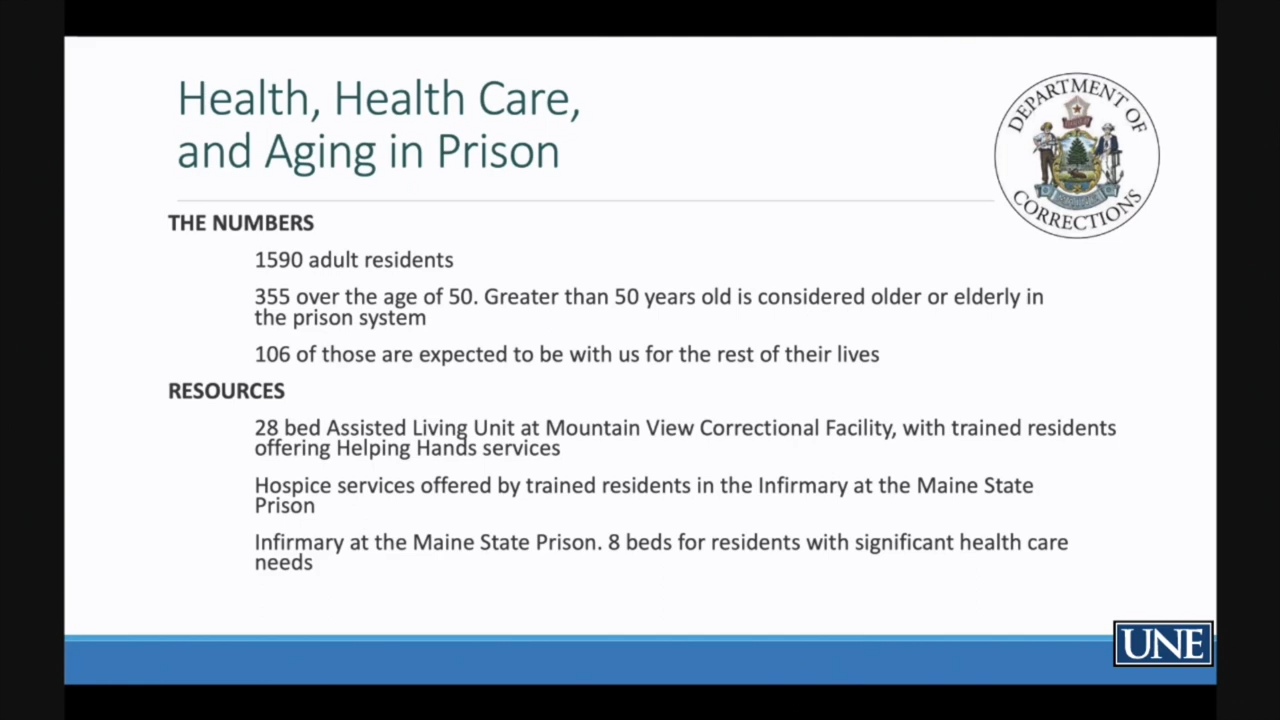 Health, Health Care,
and Aging in Prison
DEPARTMENT OF
CORRECTIONS
THE NUMBERS
1590 adult residents
355 over the age of 50. Greater than 50 years old is considered older or elderly in
the prison system
106 of those are expected to be with us for the rest of their lives
RESOURCES
28 bed Assisted Living Unit at Mountain View Correctional Facility, with trained residents
offering Helping Hands services
Hospice services offered by trained residents in the Infirmary at the Maine State
Prison
Infirmary at the Maine State Prison. 8 beds for residents with significant health care
needs
UNE